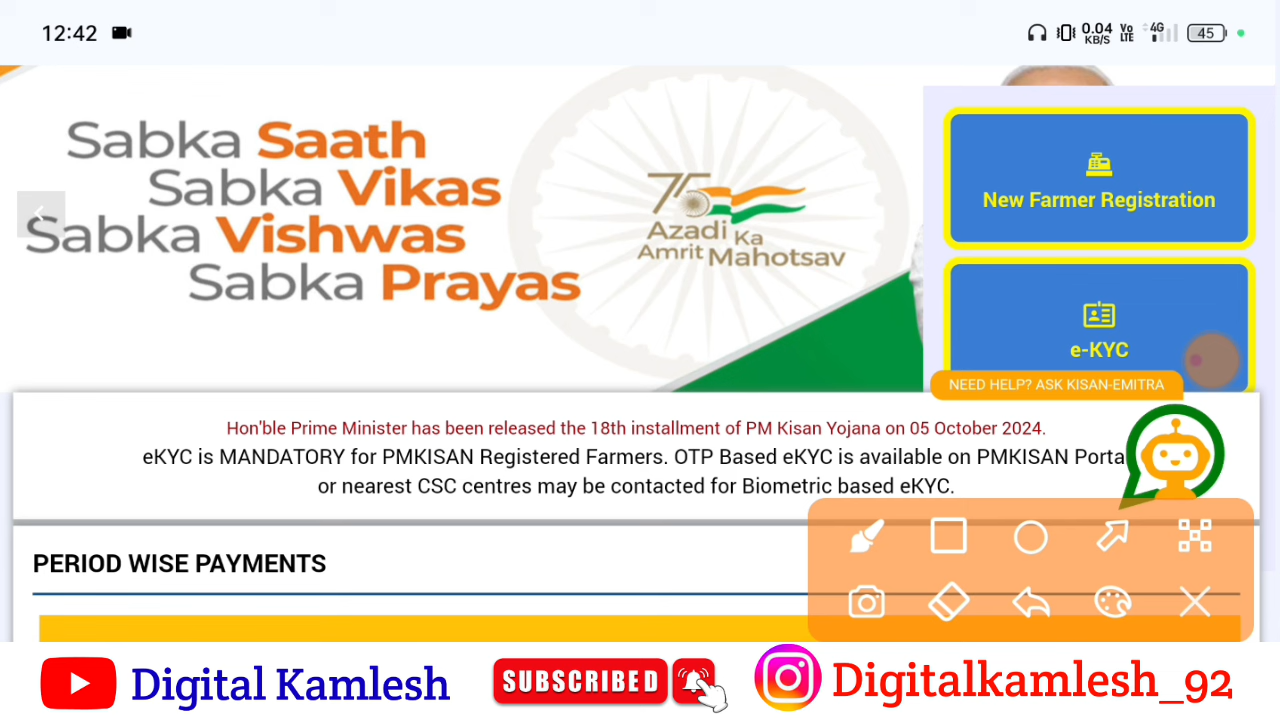 12:42
0.04
KB/S
Vo
LTE
4G
45
Sabka Saath
Sabka Vikas
Sabka Vishwas
Sabka Prayas
75
Azadi Ka
Amrit Mahotsav
New Farmer Registration
e-KYC
NEED HELP? ASK KISAN-EMITRA
Hon'ble Prime Minister has been released the 18th installment of PM Kisan Yojana on 05 October 2024.
eKYC is MANDATORY for PMKISAN Registered Farmers. OTP Based eKYC is available on PMKISAN Porta
or nearest CSC centres may be contacted for Biometric based eKYC.
PERIOD WISE PAYMENTS
Digital Kamlesh
SUBSCRIBED
Digitalkamlesh_92